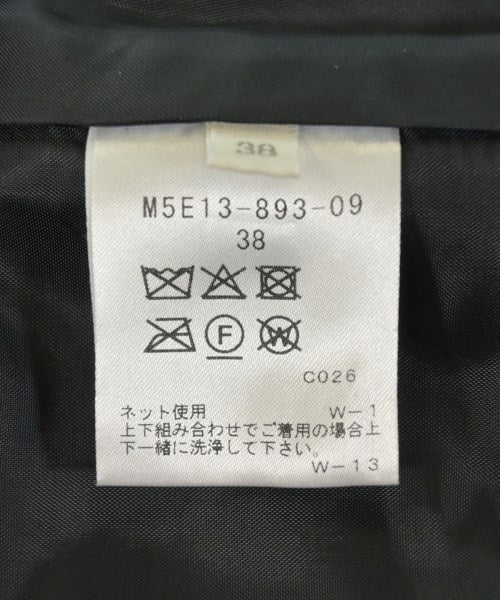 38
M5E13-893-09
38
F W
C026
ネット使用 W-1
上下組み合わせでご着用の場合上
下一緒に洗浄して下さい。
W-13